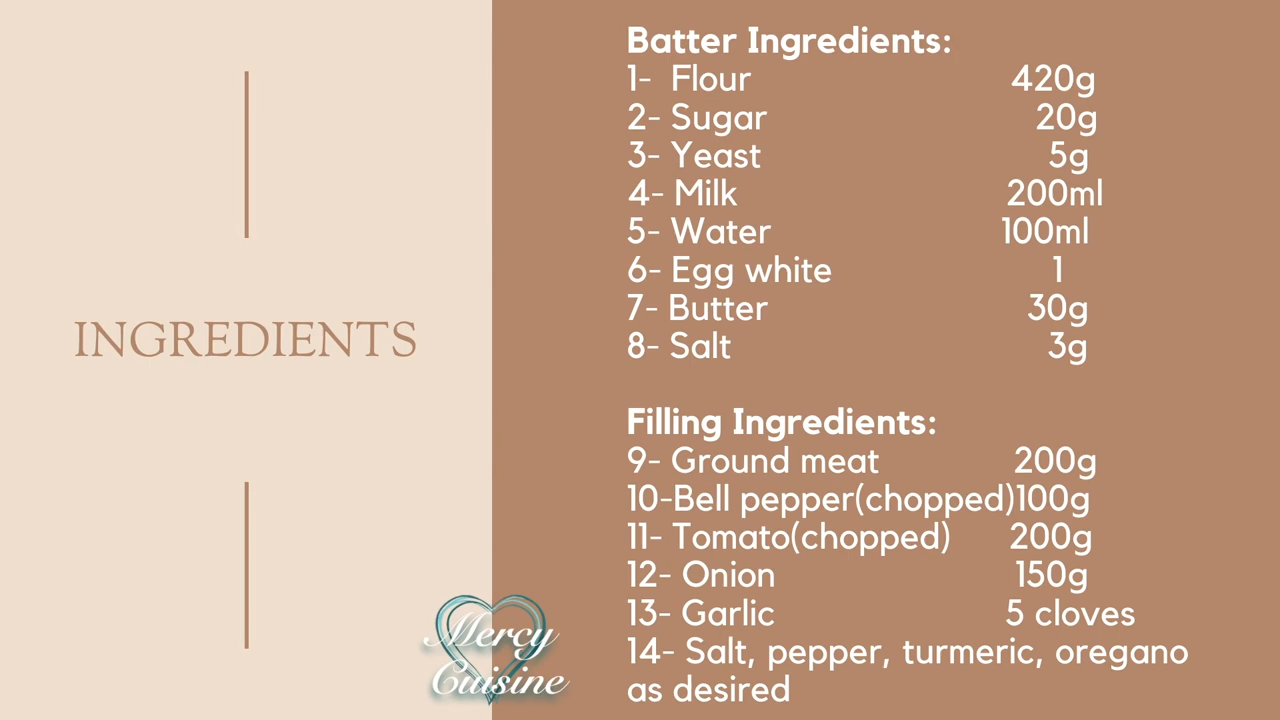 INGREDIENTS
Batter Ingredients:
1- Flour 420g
2- Sugar 20g
3- Yeast 5g
4- Milk 200ml
5- Water 100ml
6- Egg white 1
7- Butter 30g
8- Salt 3g
Filling Ingredients:
9- Ground meat 200g
10-Bell pepper(chopped)100g
11- Tomato(chopped) 200g
12- Onion 150g
13- Garlic 5 cloves
14- Salt, pepper, turmeric, oregano
as desired
Mercy
Cuisine